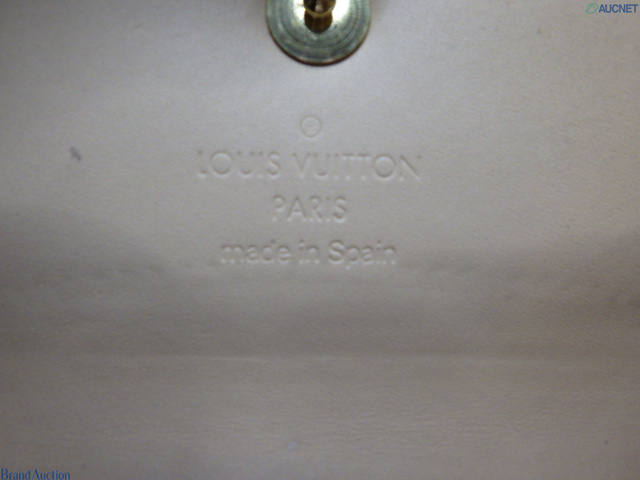 AUCNET
®
LOUIS VUITTON
PARIS
made in Spain
Brand Auction